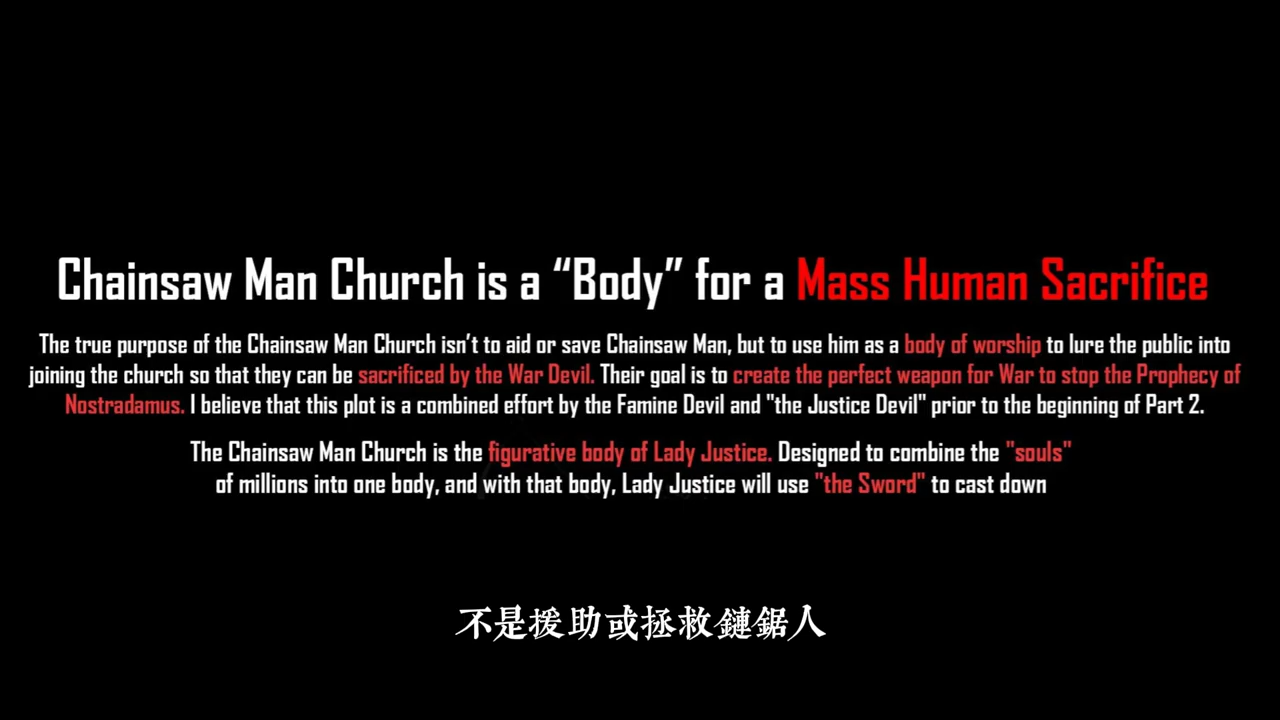 Chainsaw Man Church is a “Body” for a Mass Human Sacrifice
The true purpose of the Chainsaw Man Church isn’t to aid or save Chainsaw Man, but to use him as a body of worship to lure the public into
joining the church so that they can be sacrificed by the War Devil. Their goal is to create the perfect weapon for War to stop the Prophecy of
Nostradamus. I believe that this plot is a combined effort by the Famine Devil and "the Justice Devil" prior to the beginning of Part 2.
The Chainsaw Man Church is the figurative body of Lady Justice. Designed to combine the "souls"
of millions into one body, and with that body, Lady Justice will use "the Sword" to cast down
不是援助或拯救鏈鋸人